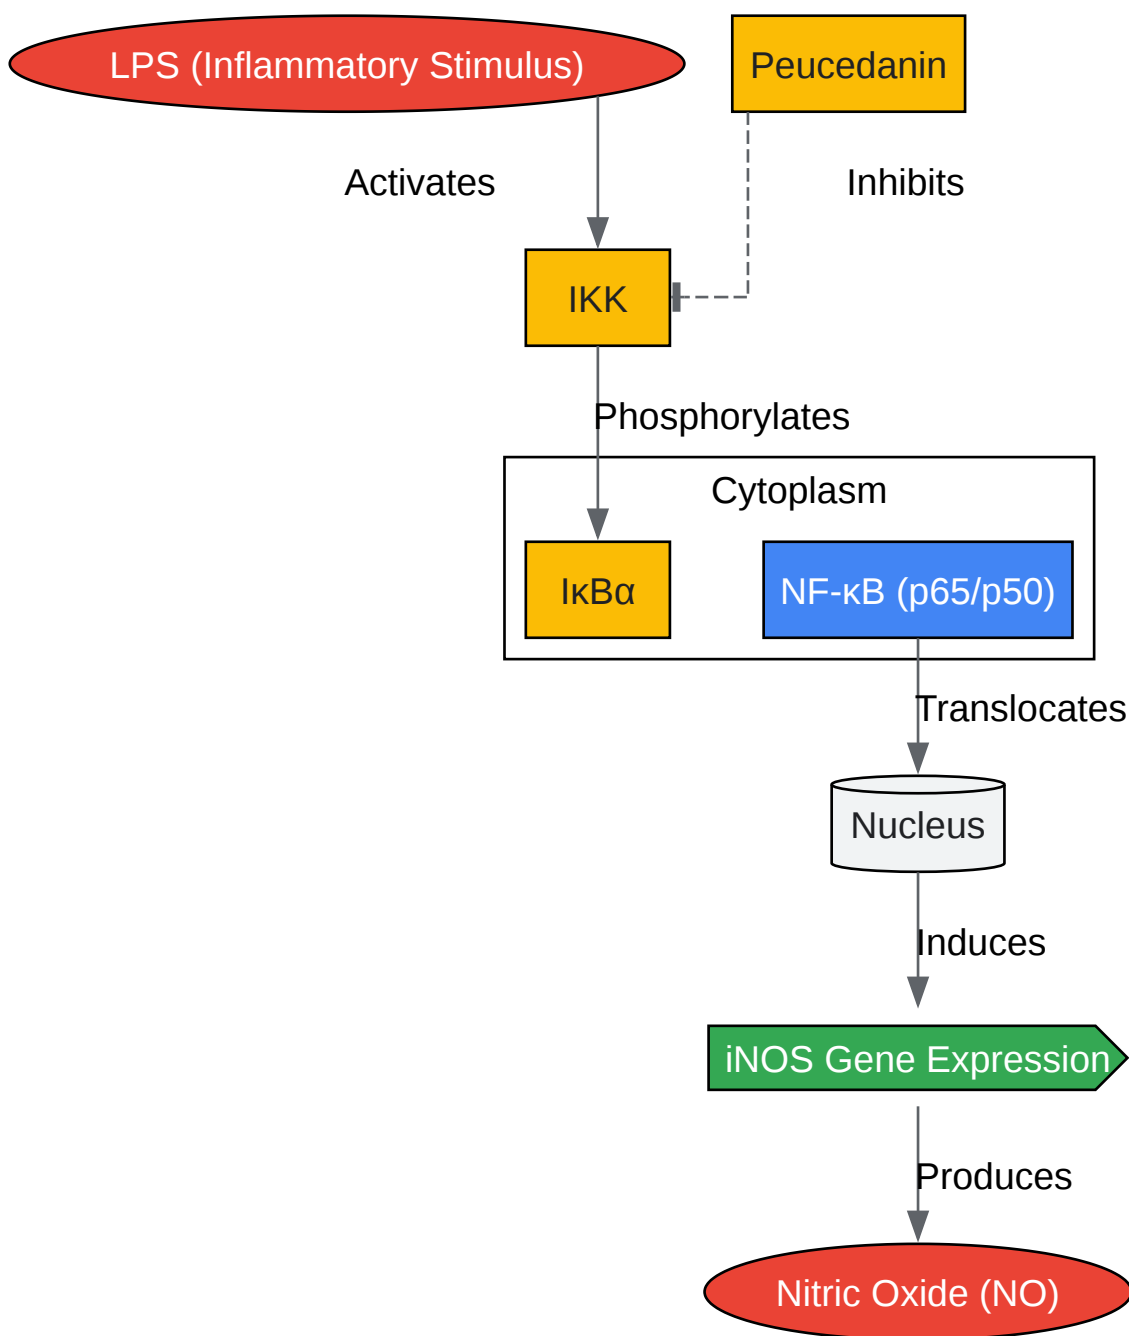 LPS (Inflammatory Stimulus)
Peucedanin
Activates
Inhibits
IKK
Phosphorylates
Cytoplasm
IκBα
NF-κB (p65/p50)
Translocates
Nucleus
Induces
iNOS Gene Expression
Produces
Nitric Oxide (NO)